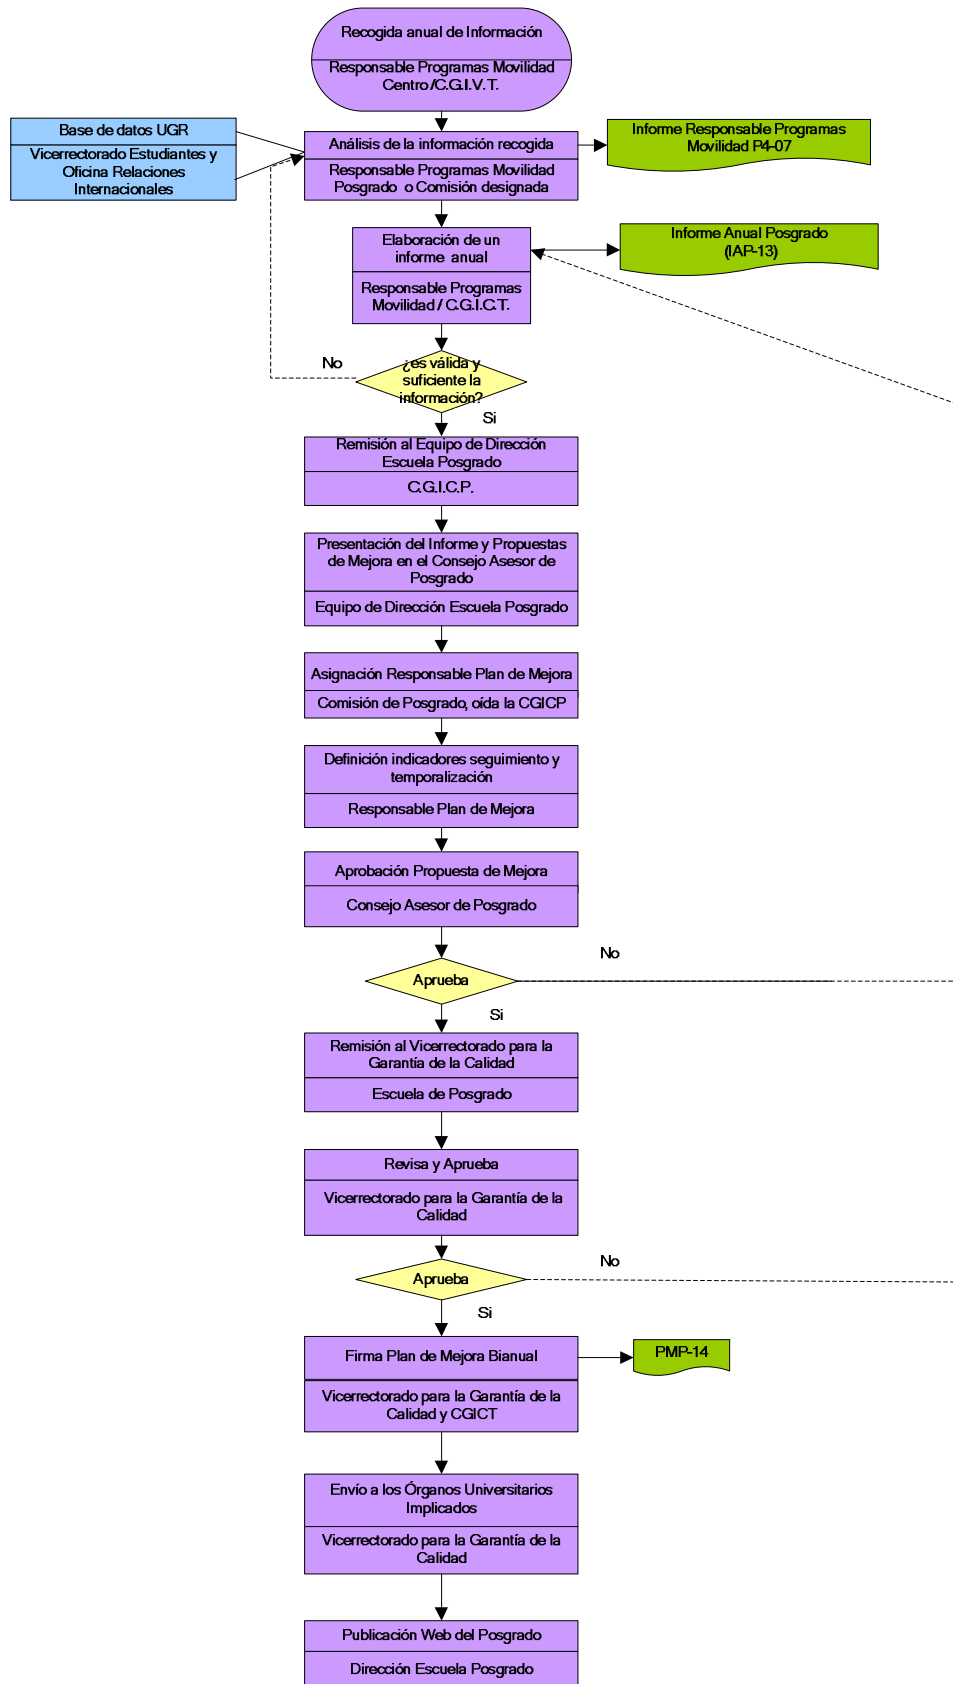 Recogida anual de Información
Responsable Programas Movilidad
Centro /C.G.I.V.T.
Base de datos UGR
Vicerrectorado Estudiantes y
Oficina Relaciones
Internacionales
Análisis de la información recogida
Responsable Programas Movilidad
Posgrado o Comisión designada
Informe Responsable Programas
Movilidad P4-07
Elaboración de un
informe anual
Responsable Programas
Movilidad / C.G.I.C.T.
Informe Anual Posgrado
(IAP-13)
No
¿es válida y
suficiente la
información?
Si
Remisión al Equipo de Dirección
Escuela Posgrado
C.G.I.C.P.
Presentación del Informe y Propuestas
de Mejora en el Consejo Asesor de
Posgrado
Equipo de Dirección Escuela Posgrado
Asignación Responsable Plan de Mejora
Comisión de Posgrado, oída la CGICP
Definición indicadores seguimiento y
temporalización
Responsable Plan de Mejora
Aprobación Propuesta de Mejora
Consejo Asesor de Posgrado
No
Aprueba
Si
Remisión al Vicerrectorado para la
Garantía de la Calidad
Escuela de Posgrado
Revisa y Aprueba
Vicerrectorado para la Garantía de la
Calidad
No
Aprueba
Si
Firma Plan de Mejora Bianual
Vicerrectorado para la Garantía de la
Calidad y CGICT
PMP-14
Envío a los Órganos Universitarios
Implicados
Vicerrectorado para la Garantía de la
Calidad
Publicación Web del Posgrado
Dirección Escuela Posgrado